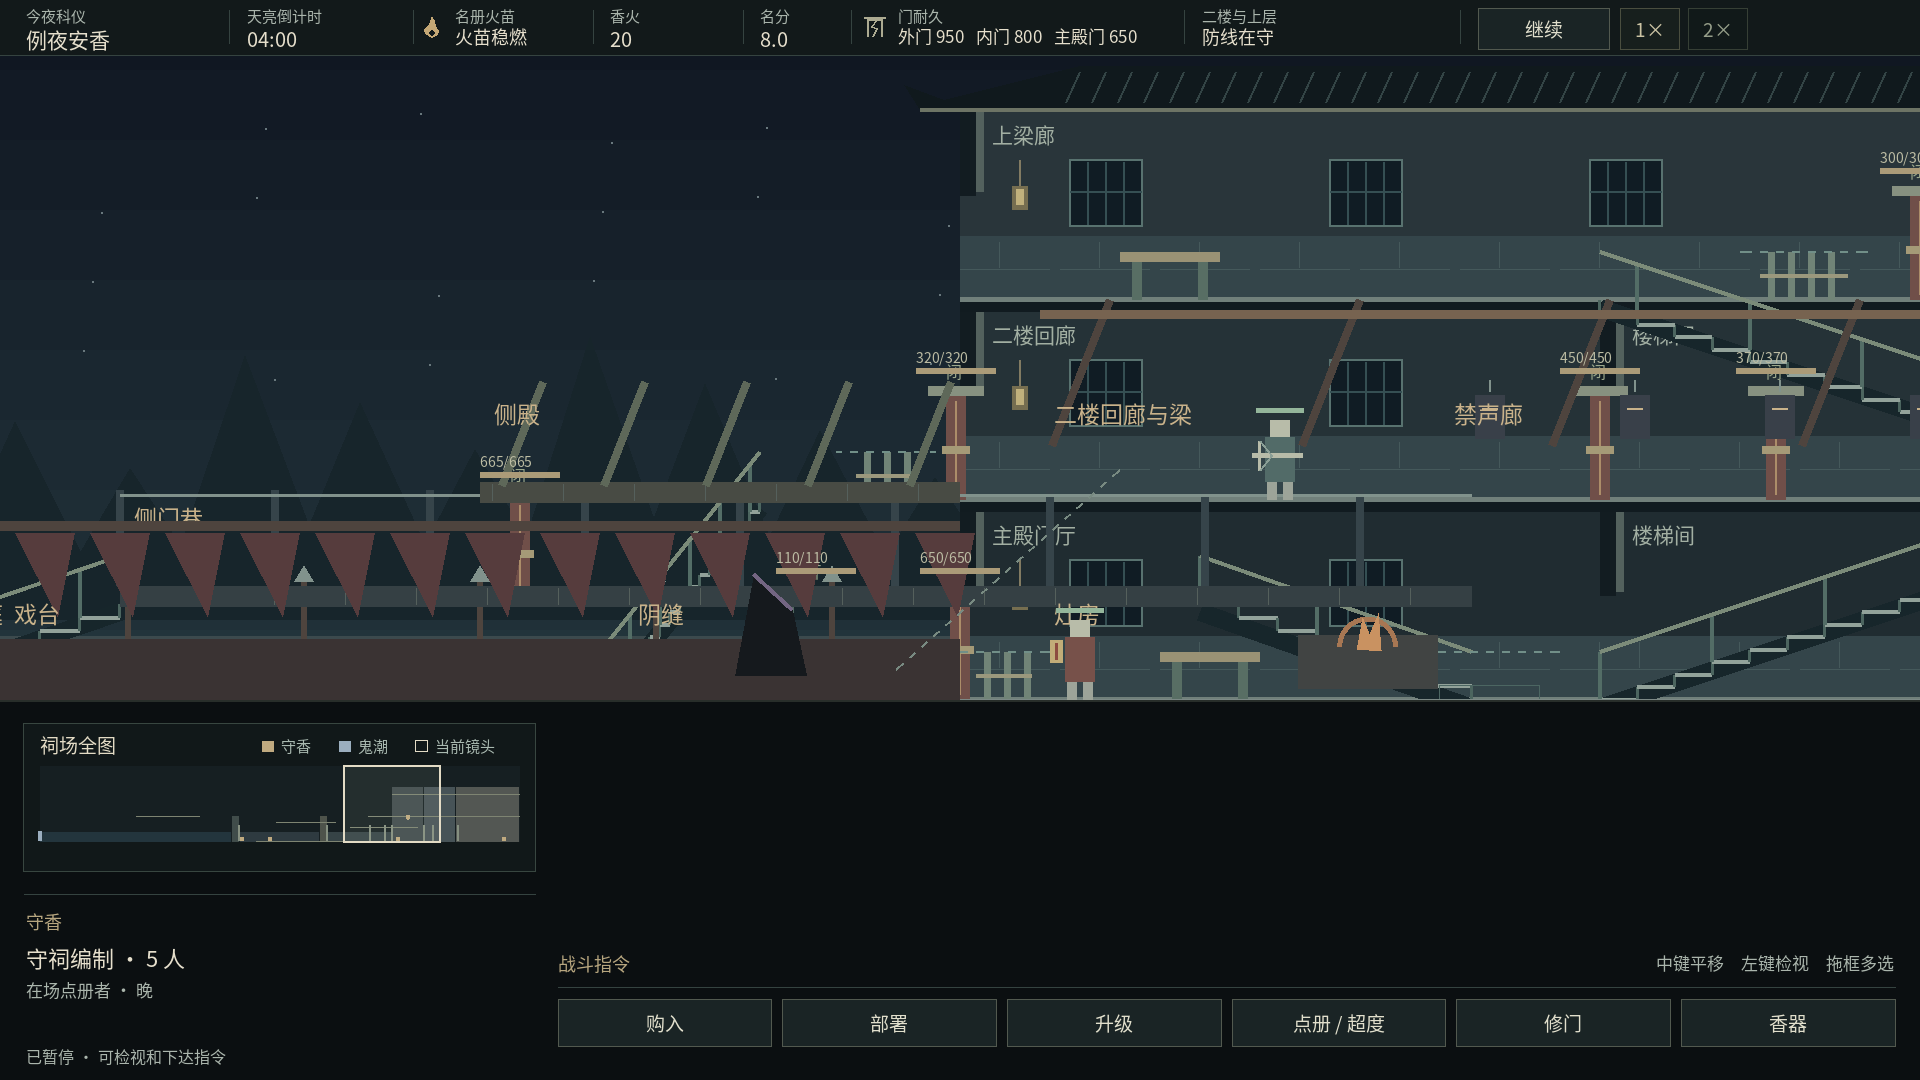 今夜科仪
例夜安香
天亮倒计时
04:00
名册火苗
火苗稳燃
香火
20
名分
8.0
门耐久
外门 950 内门 800 主殿门 650
二楼与上层
防线在守
继续
1×
2×
上梁廊
二楼回廊
320/320
450/450
370/370
侧殿
二楼回廊与梁
禁声廊
665/665
侧门巷
主殿门厅
楼梯间
110/110
650/650
戏台
阴缝
灶房
祠场全图
守香
鬼潮
当前镜头
守香
守祠编制 · 5 人
在场点册者 · 晚
已暂停 · 可检视和下达指令
战斗指令
中键平移 左键检视 拖框多选
购入
部署
升级
点册 / 超度
修门
香器